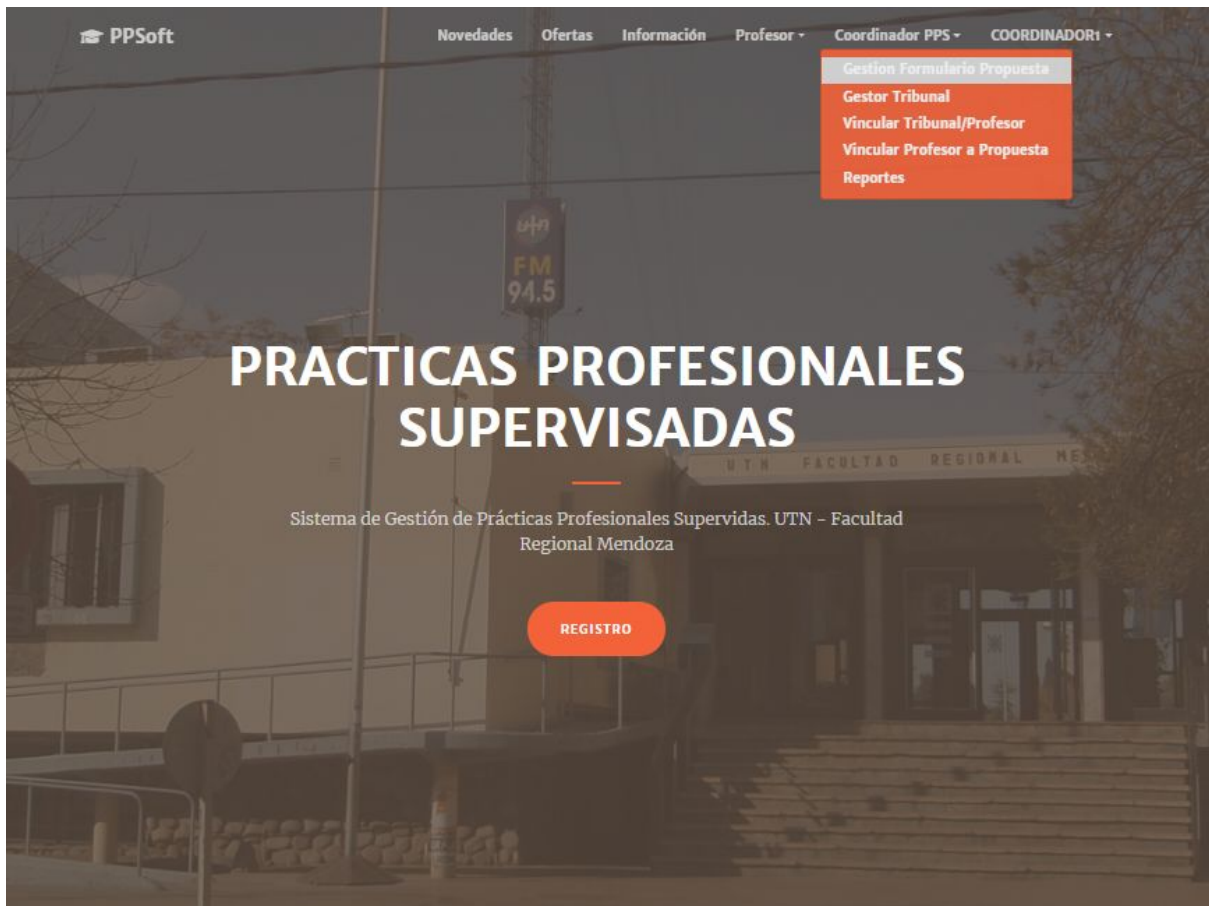 PPSoft
Novedades Ofertas Información Profesor Coordinador PPS COORDINADOR1
Gestion Formulario Propuesta
Gestor Tribunal
Vincular Tribunal/Profesor
Vincular Profesor a Propuesta
Reportes
utn
FM
94.5
PRACTICAS PROFESIONALES
SUPERVISADAS
UTN FACULTAD REGIONAL
Sistema de Gestión de Prácticas Profesionales Supervidas. UTN – Facultad
Regional Mendoza
REGISTRO